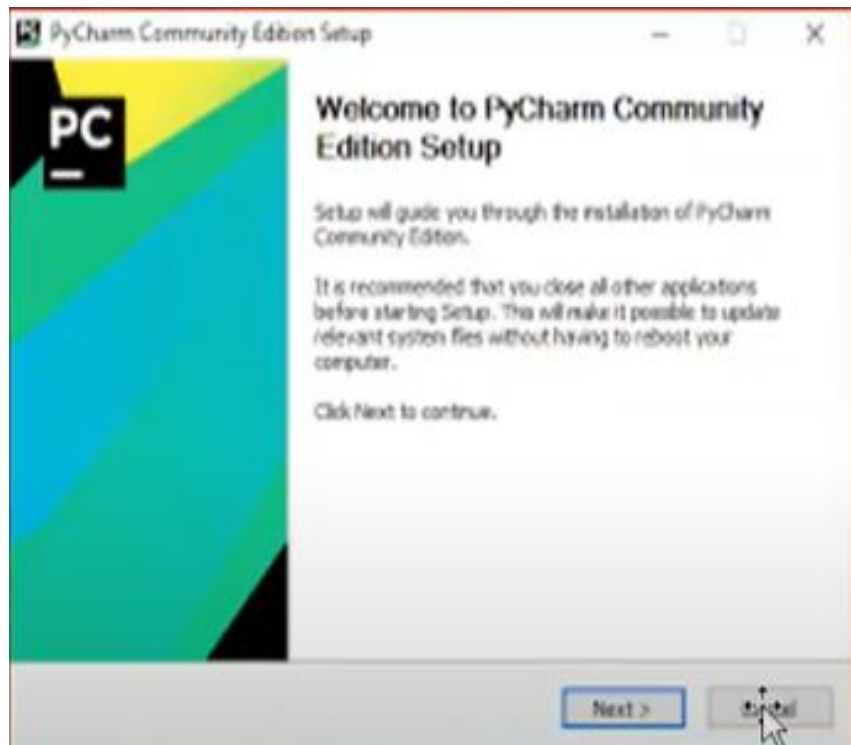 PyCharm Community Edition Setup
PC
Welcome to PyCharm Community
Edition Setup
Setup will guide you through the installation of PyCharm
Community Edition.
It is recommended that you close all other applications
before starting Setup. This will make it possible to update
relevant system files without having to reboot your
computer.
Click Next to continue.
Next >
Cancel